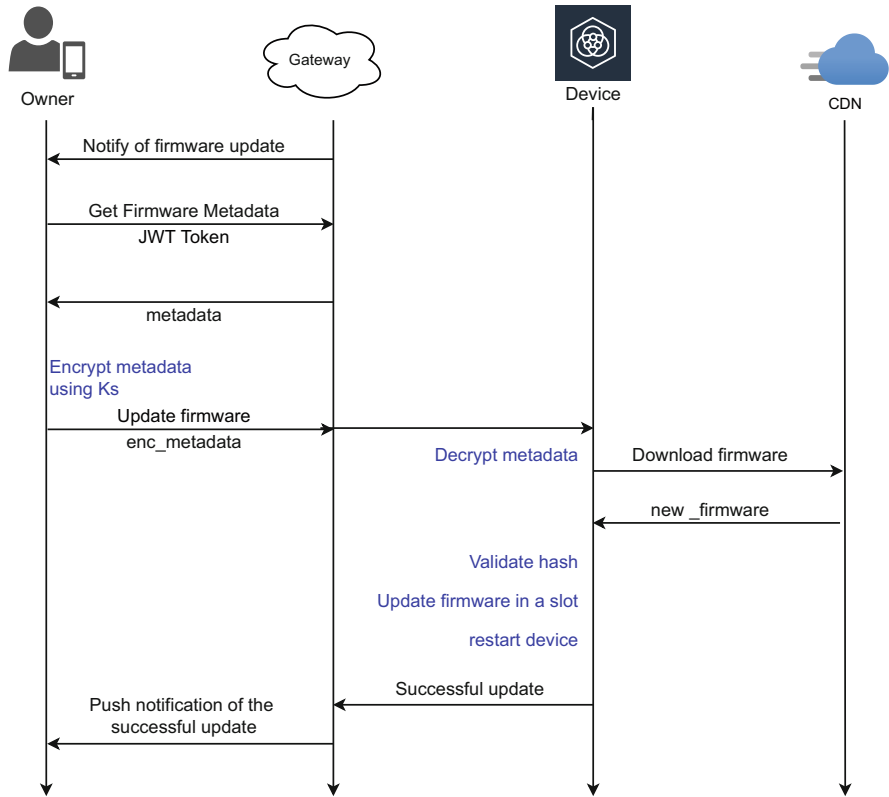 Owner
Gateway
Device
CDN
Notify of firmware update
Get Firmware Metadata
JWT Token
metadata
Encrypt metadata
using Ks
Update firmware
enc_metadata
Decrypt metadata
Download firmware
new _firmware
Validate hash
Update firmware in a slot
restart device
Successful update
Push notification of the
successful update